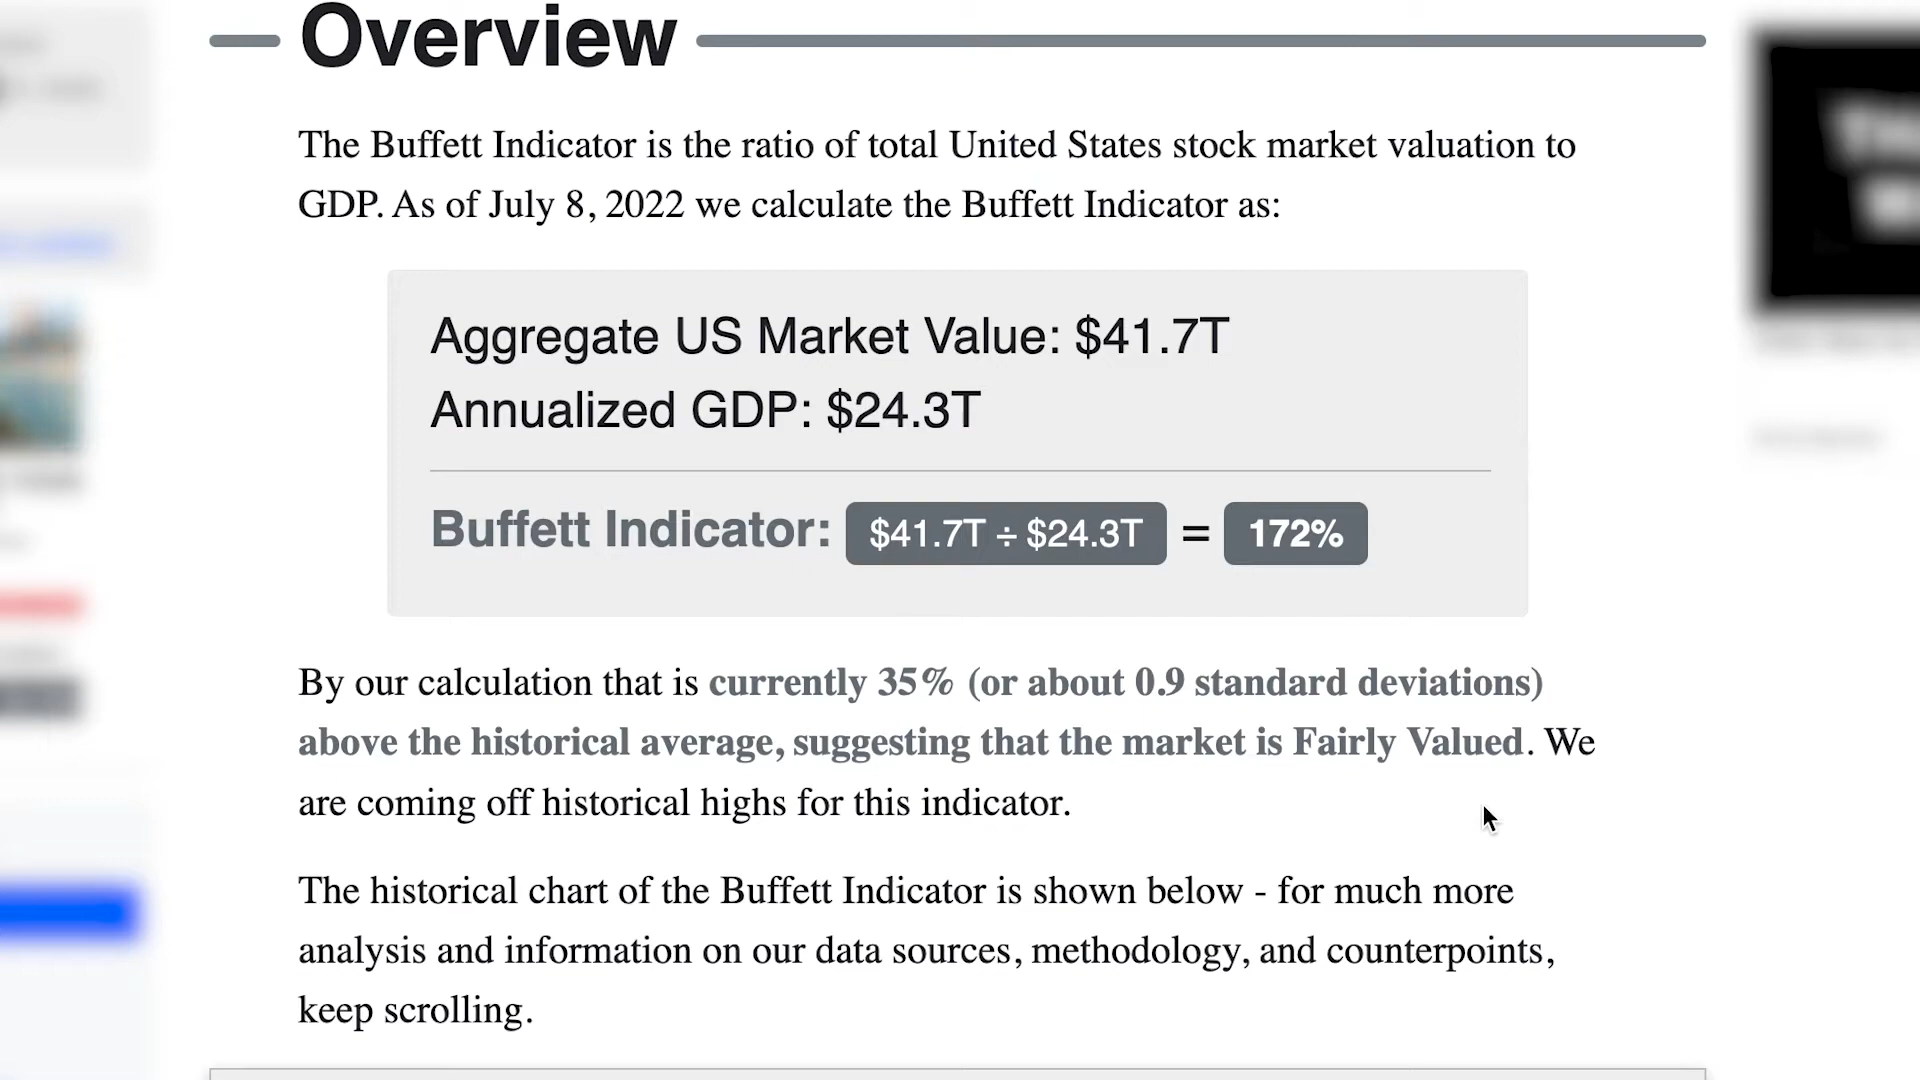 Overview
The Buffett Indicator is the ratio of total United States stock market valuation to
GDP. As of July 8, 2022 we calculate the Buffett Indicator as:
Aggregate US Market Value: $41.7T
Annualized GDP: $24.3T
Buffett Indicator: $41.7T ÷ $24.3T = 172%
By our calculation that is currently 35% (or about 0.9 standard deviations)
above the historical average, suggesting that the market is Fairly Valued. We
are coming off historical highs for this indicator.
The historical chart of the Buffett Indicator is shown below - for much more
analysis and information on our data sources, methodology, and counterpoints,
keep scrolling.